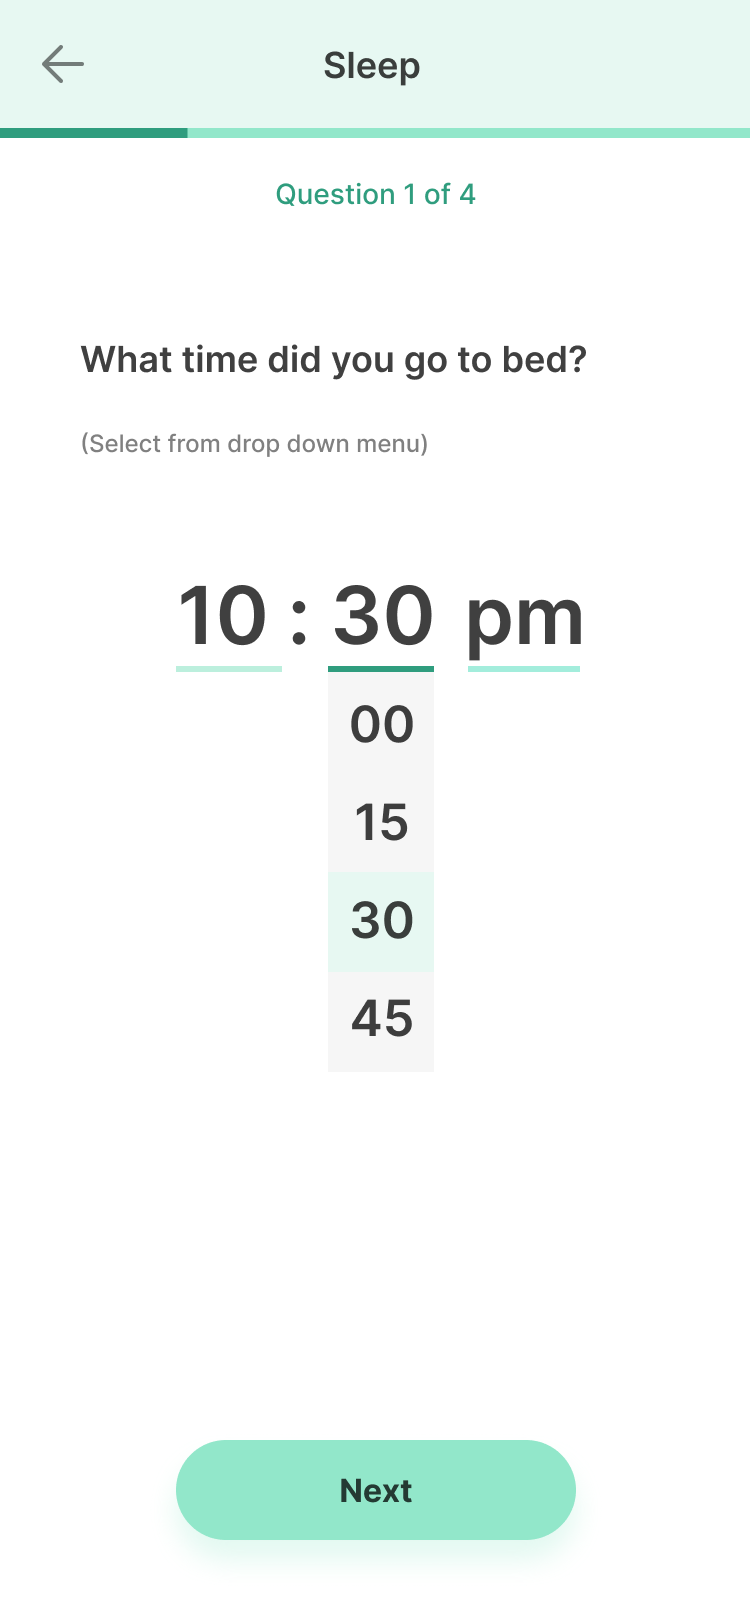 Sleep
Question 1 of 4
What time did you go to bed?
(Select from drop down menu)
10 : 30 pm
00
15
30
45
Next